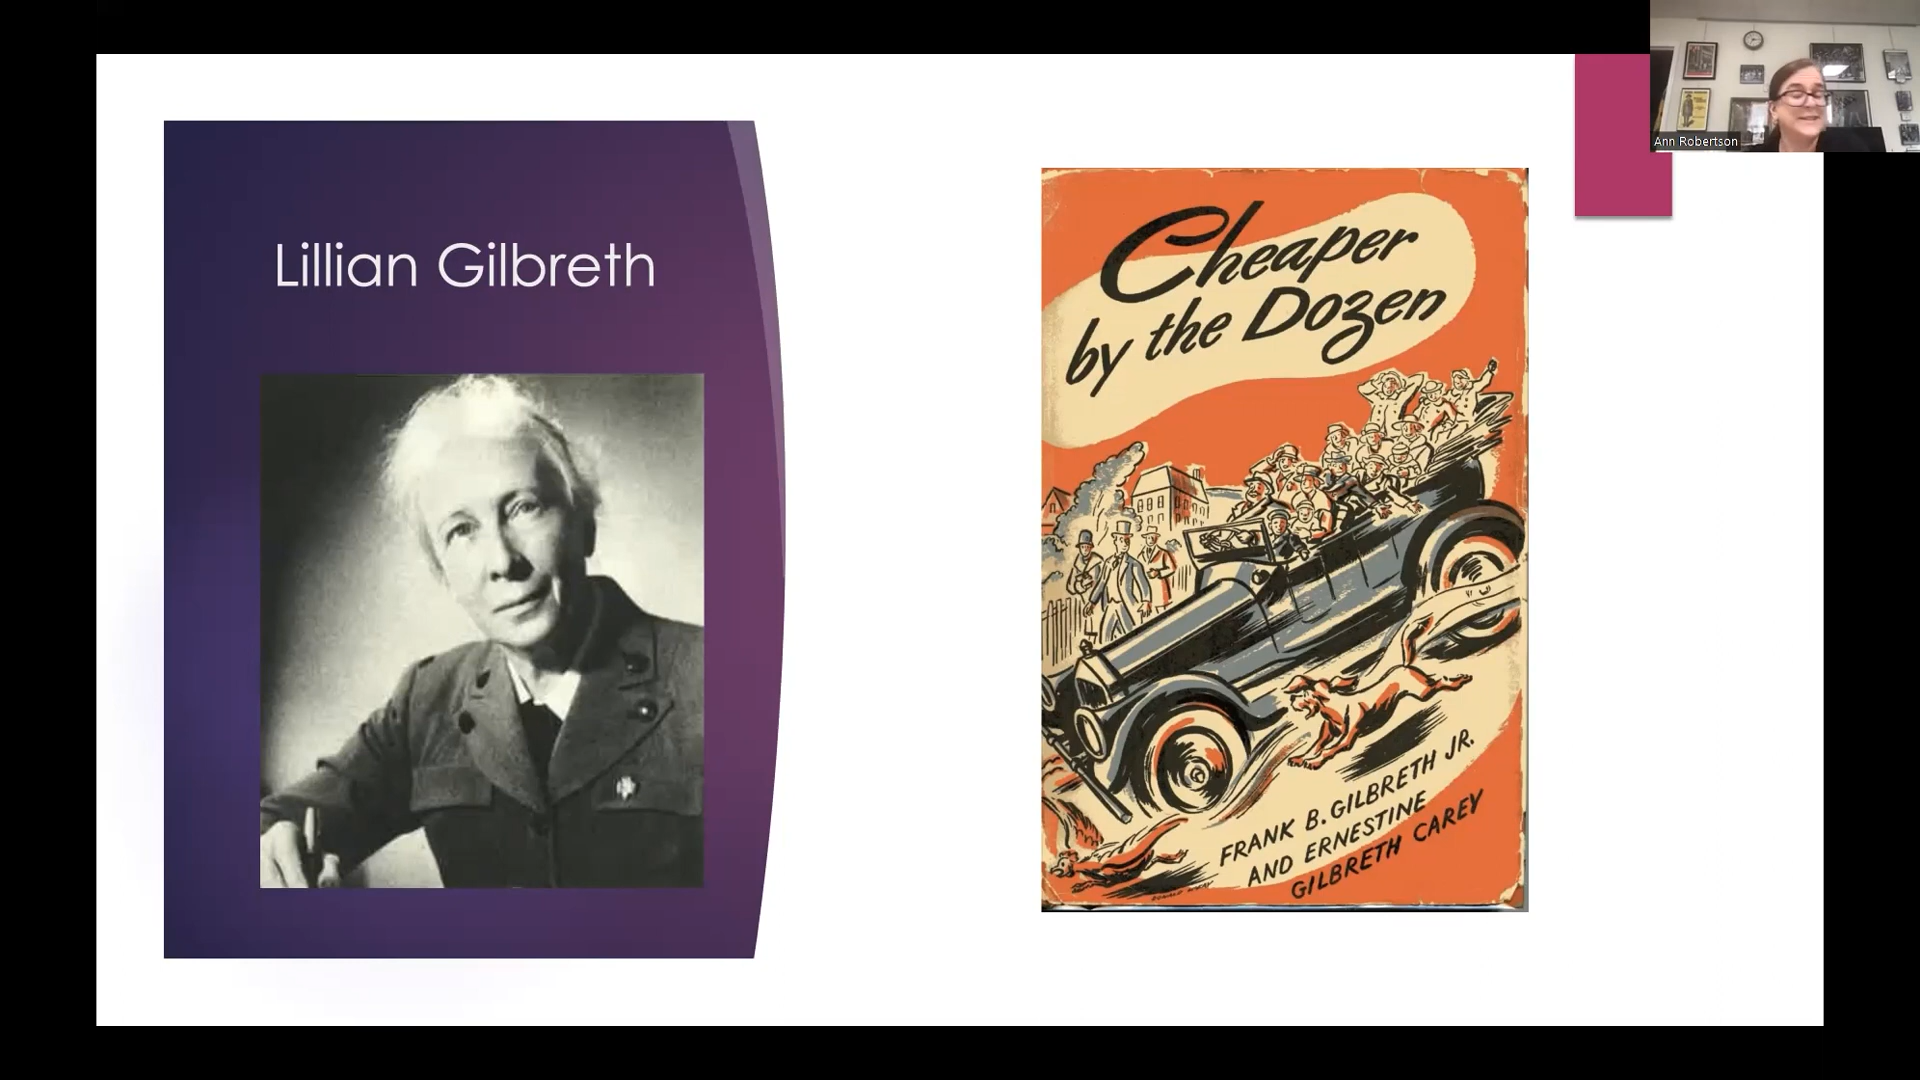 Lillian Gilbreth
Cheaper
by the Dozen
FRANK B. GILBRETH JR.
AND ERNESTINE
GILBRETH CAREY
Ann Robertson